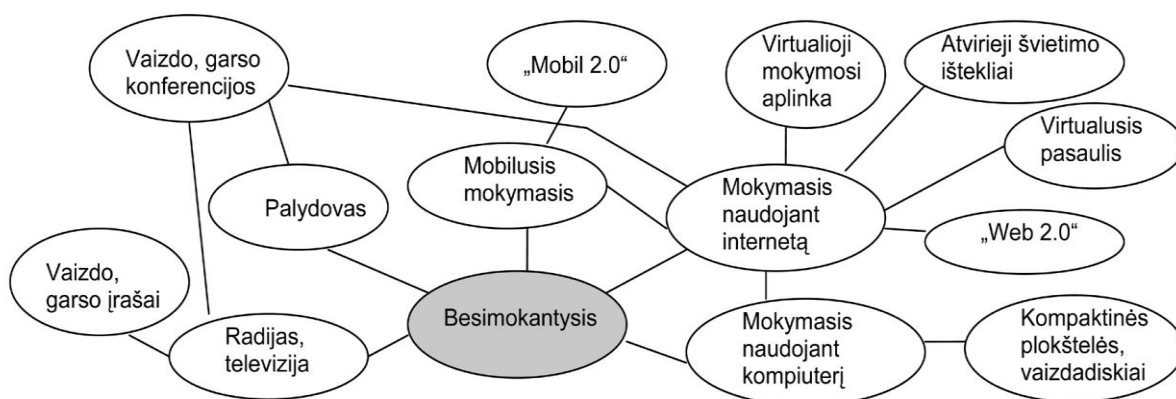 Vaizdo, garso
konferencijos
„Mobil 2.0“
Virtualioji
mokymosi
aplinka
Atvirieji švietimo
ištekliai
Virtualusis
pasaulis
Mobilusis
mokymasis
Mokymasis
naudojant
internetą
Palydovas
„Web 2.0“
Vaizdo,
garso įrašai
Besimokantysis
Radijas,
televizija
Mokymasis
naudojant
kompiuterį
Kompaktinės
plokštelės,
vaizdadiskiai